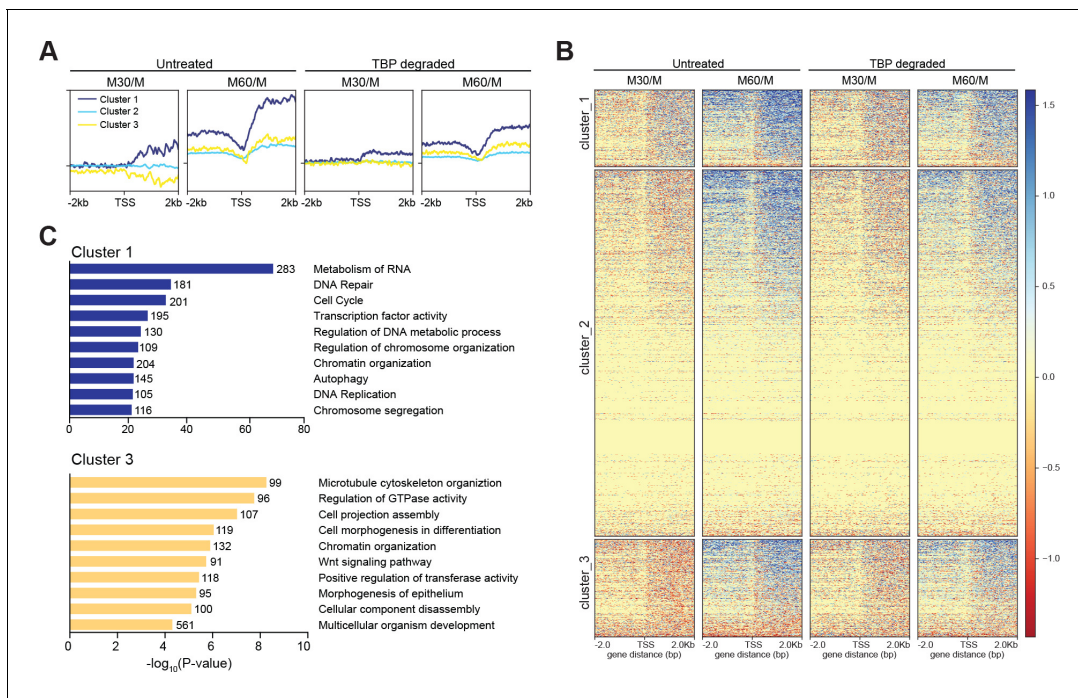 A
Untreated
TBP degraded
M30/M
M60/M
M30/M
M60/M
Cluster 1
Cluster 2
Cluster 3
-2kb TSS 2kb
-2kb TSS 2kb
-2kb TSS 2kb
-2kb TSS 2kb
B
Untreated
TBP degraded
M30/M
M60/M
M30/M
M60/M
cluster_1
cluster_2
cluster_3
1.5
1.0
0.5
0.0
−0.5
−1.0
-2.0 TSS 2.0Kb
gene distance (bp)
-2.0 TSS 2.0Kb
gene distance (bp)
-2.0 TSS 2.0Kb
gene distance (bp)
-2.0 TSS 2.0Kb
gene distance (bp)
C
Cluster 1
283 Metabolism of RNA
181 DNA Repair
201 Cell Cycle
195 Transcription factor activity
130 Regulation of DNA metabolic process
109 Regulation of chromosome organization
204 Chromatin organization
145 Autophagy
105 DNA Replication
116 Chromosome segregation
0 20 40 60 80
Cluster 3
99 Microtubule cytoskeleton organiztion
96 Regulation of GTPase activity
107 Cell projection assembly
119 Cell morphogenesis in differentiation
132 Chromatin organization
91 Wnt signaling pathway
118 Positive regulation of transferase activity
95 Morphogenesis of epithelium
100 Cellular component disassembly
561 Multicellular organism development
0 2 4 6 8 10
-log10(P-value)